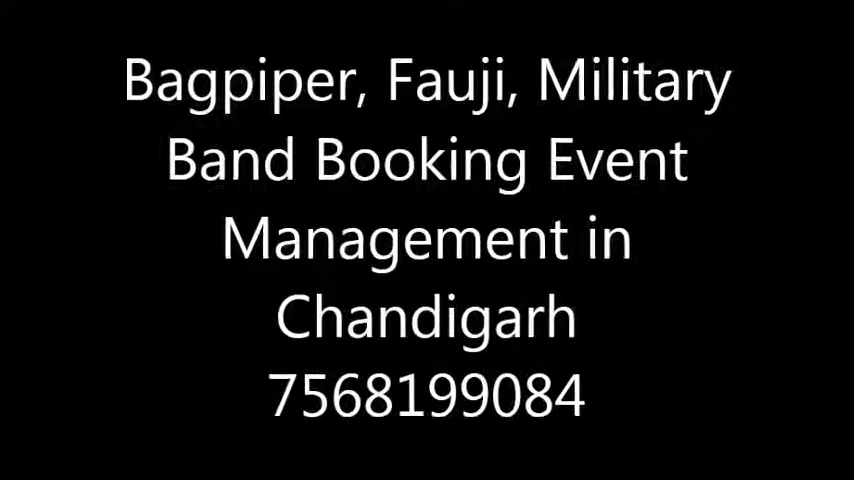 Bagpiper, Fauji, Military
Band Booking Event
Management in
Chandigarh
7568199084